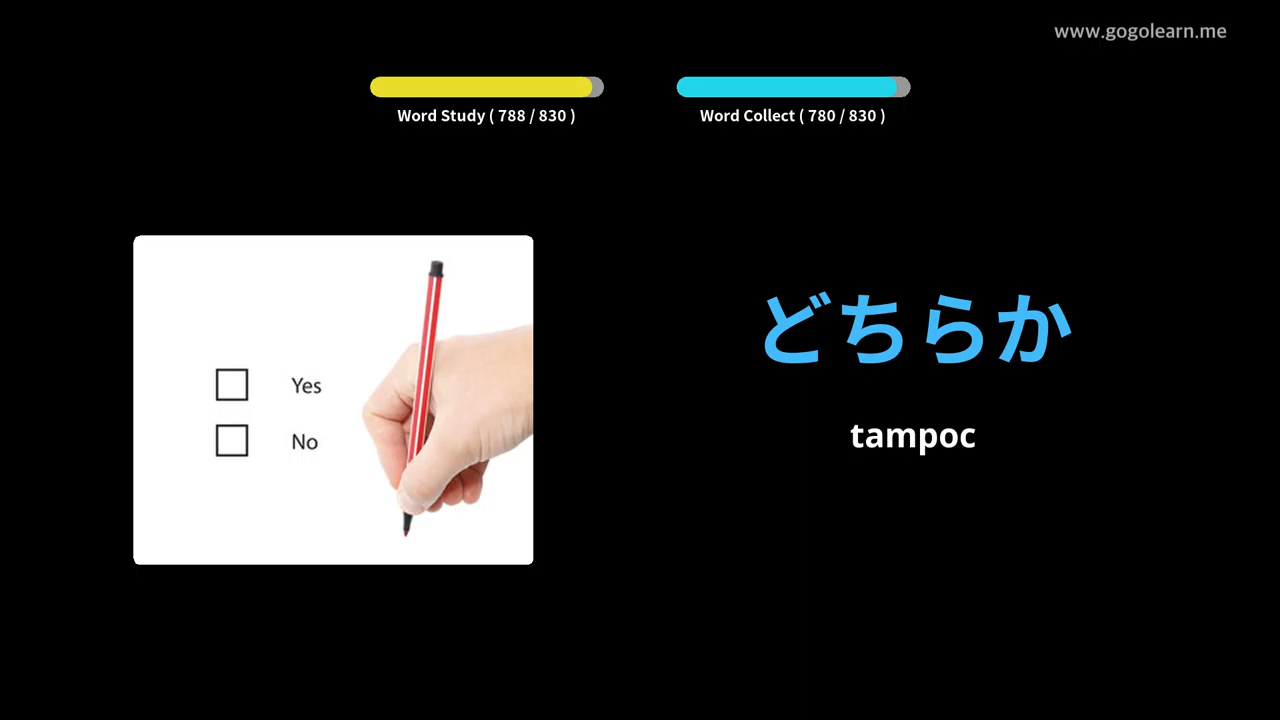 www.gogolearn.me
Word Study ( 788 / 830 )
Word Collect ( 780 / 830 )
Yes
No
どちらか
tampoc